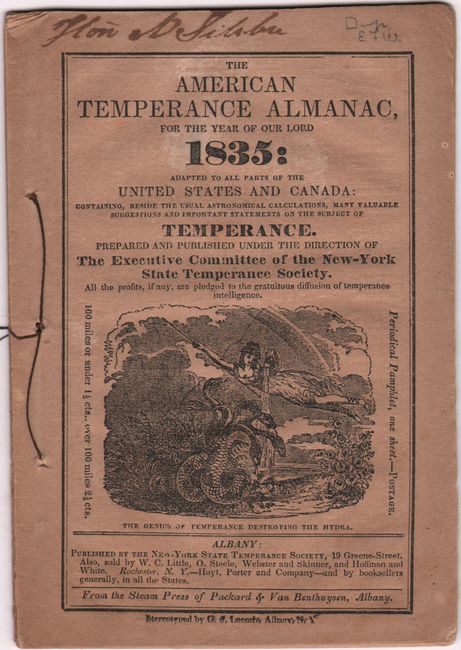 Hon N Silsbee
Dup.
THE
AMERICAN
TEMPERANCE ALMANAC,
FOR THE YEAR OF OUR LORD
1835:
ADAPTED TO ALL PARTS OF THE
UNITED STATES AND CANADA:
CONTAINING, BESIDE THE USUAL ASTRONOMICAL CALCULATIONS, MANY VALUABLE
SUGGESTIONS AND IMPORTANT STATEMENTS ON THE SUBJECT OF
TEMPERANCE.
PREPARED AND PUBLISHED UNDER THE DIRECTION OF
The Executive Committee of the New-York
State Temperance Society.
All the profits, if any, are pledged to the gratuitous diffusion of temperance
intelligence.
100 miles or under 1½ cts., over 100 miles 2½ cts.
Periodical Pamphlet, one sheet.—POSTAGE.
THE GENIUS OF TEMPERANCE DESTROYING THE HYDRA.
ALBANY:
PUBLISHED BY THE NEW-YORK STATE TEMPERANCE SOCIETY, 19 Greene-Street.
Also, sold by W. C. Little, O. Steele, Webster and Skinner, and Hoffman and
White. Rochester, N. Y.—Hoyt, Porter and Company—and by booksellers
generally, in all the States.
From the Steam Press of Packard & Van Benthuysen, Albany.
Stereotyped by G. J. Loomis, Albany, N. Y